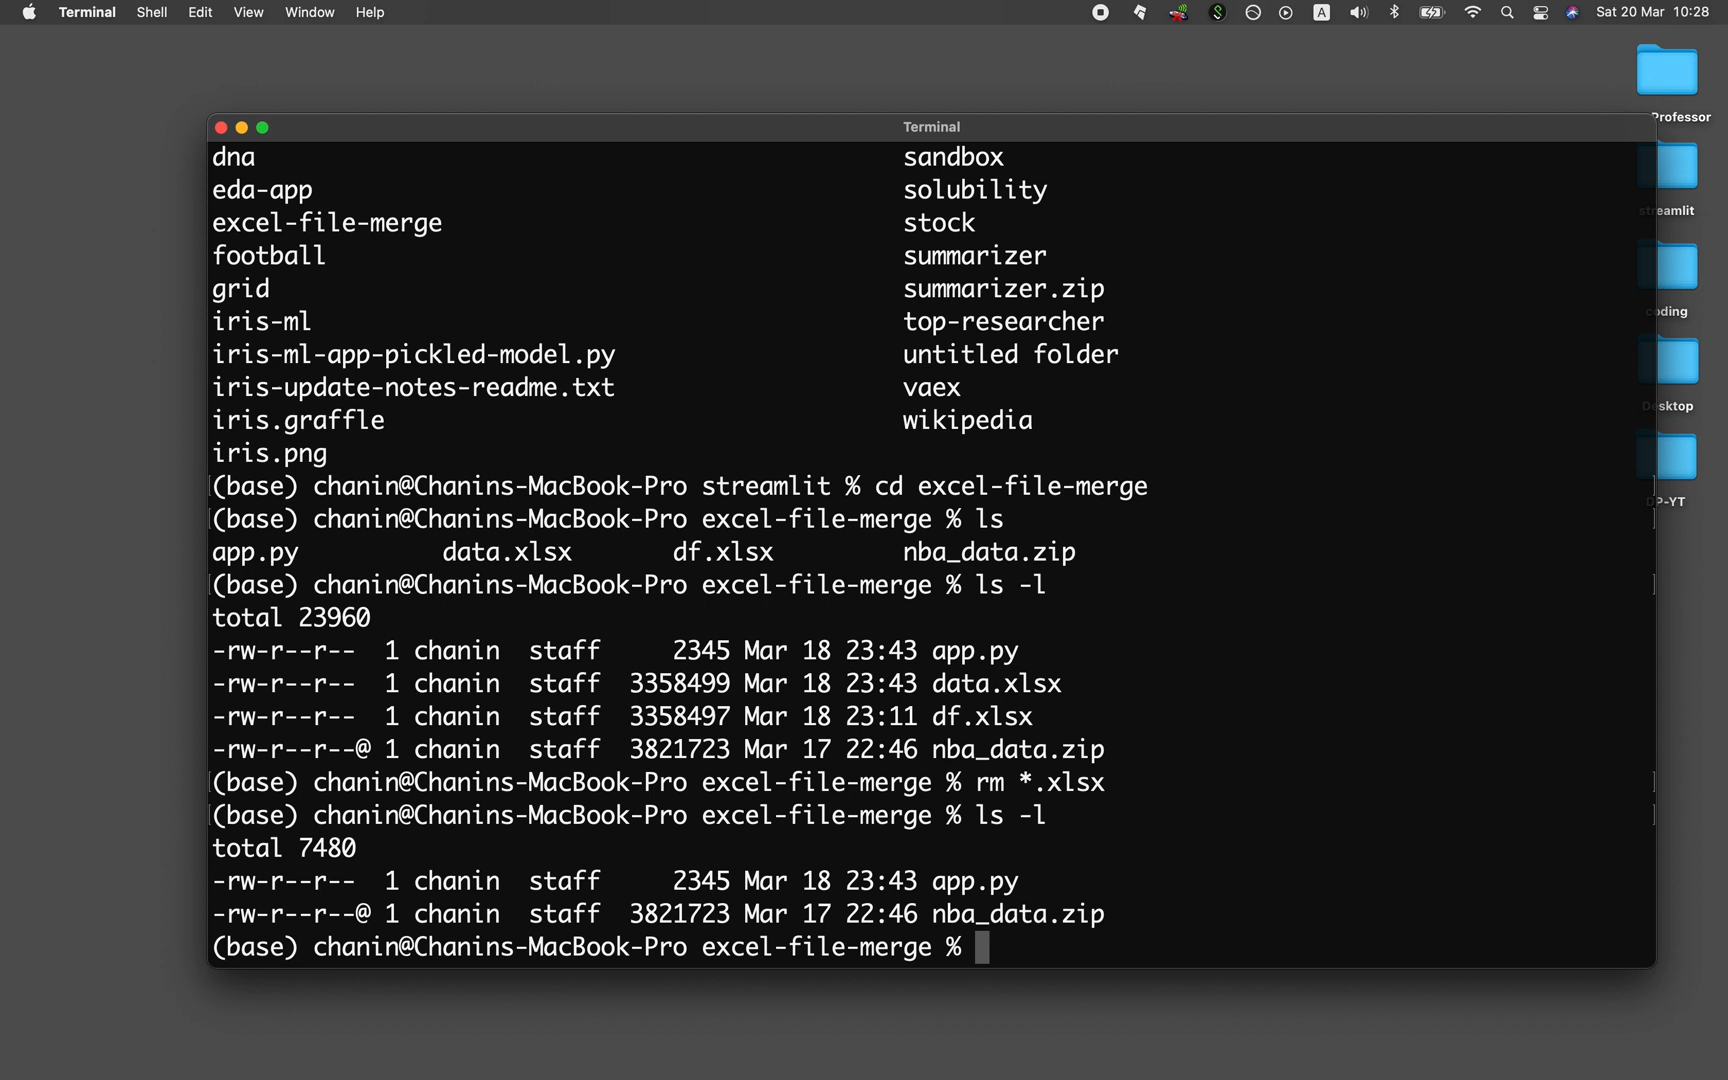 Terminal Shell Edit View Window Help A Sat 20 Mar 10:28
Terminal
dna sandbox
eda-app solubility
excel-file-merge stock
football summarizer
grid summarizer.zip
iris-ml top-researcher
iris-ml-app-pickled-model.py untitled folder
iris-update-notes-readme.txt vaex
iris.graffle wikipedia
iris.png
(base) chanin@Chanins-MacBook-Pro streamlit % cd excel-file-merge
(base) chanin@Chanins-MacBook-Pro excel-file-merge % ls
app.py data.xlsx df.xlsx nba_data.zip
(base) chanin@Chanins-MacBook-Pro excel-file-merge % ls -l
total 23960
-rw-r--r-- 1 chanin staff 2345 Mar 18 23:43 app.py
-rw-r--r-- 1 chanin staff 3358499 Mar 18 23:43 data.xlsx
-rw-r--r-- 1 chanin staff 3358497 Mar 18 23:11 df.xlsx
-rw-r--r--@ 1 chanin staff 3821723 Mar 17 22:46 nba_data.zip
(base) chanin@Chanins-MacBook-Pro excel-file-merge % rm *.xlsx
(base) chanin@Chanins-MacBook-Pro excel-file-merge % ls -l
total 7480
-rw-r--r-- 1 chanin staff 2345 Mar 18 23:43 app.py
-rw-r--r--@ 1 chanin staff 3821723 Mar 17 22:46 nba_data.zip
(base) chanin@Chanins-MacBook-Pro excel-file-merge %
Professor
streamlit
coding
Desktop
DP-YT